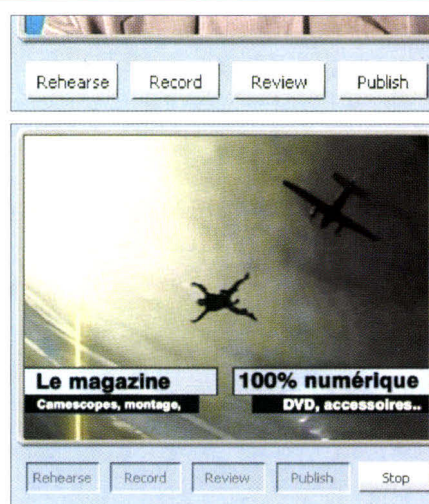 Rehearse Record Review Publish
Le magazine 100% numérique
Camescopes, montage, DVD, accessoires..
Rehearse Record Review Publish Stop